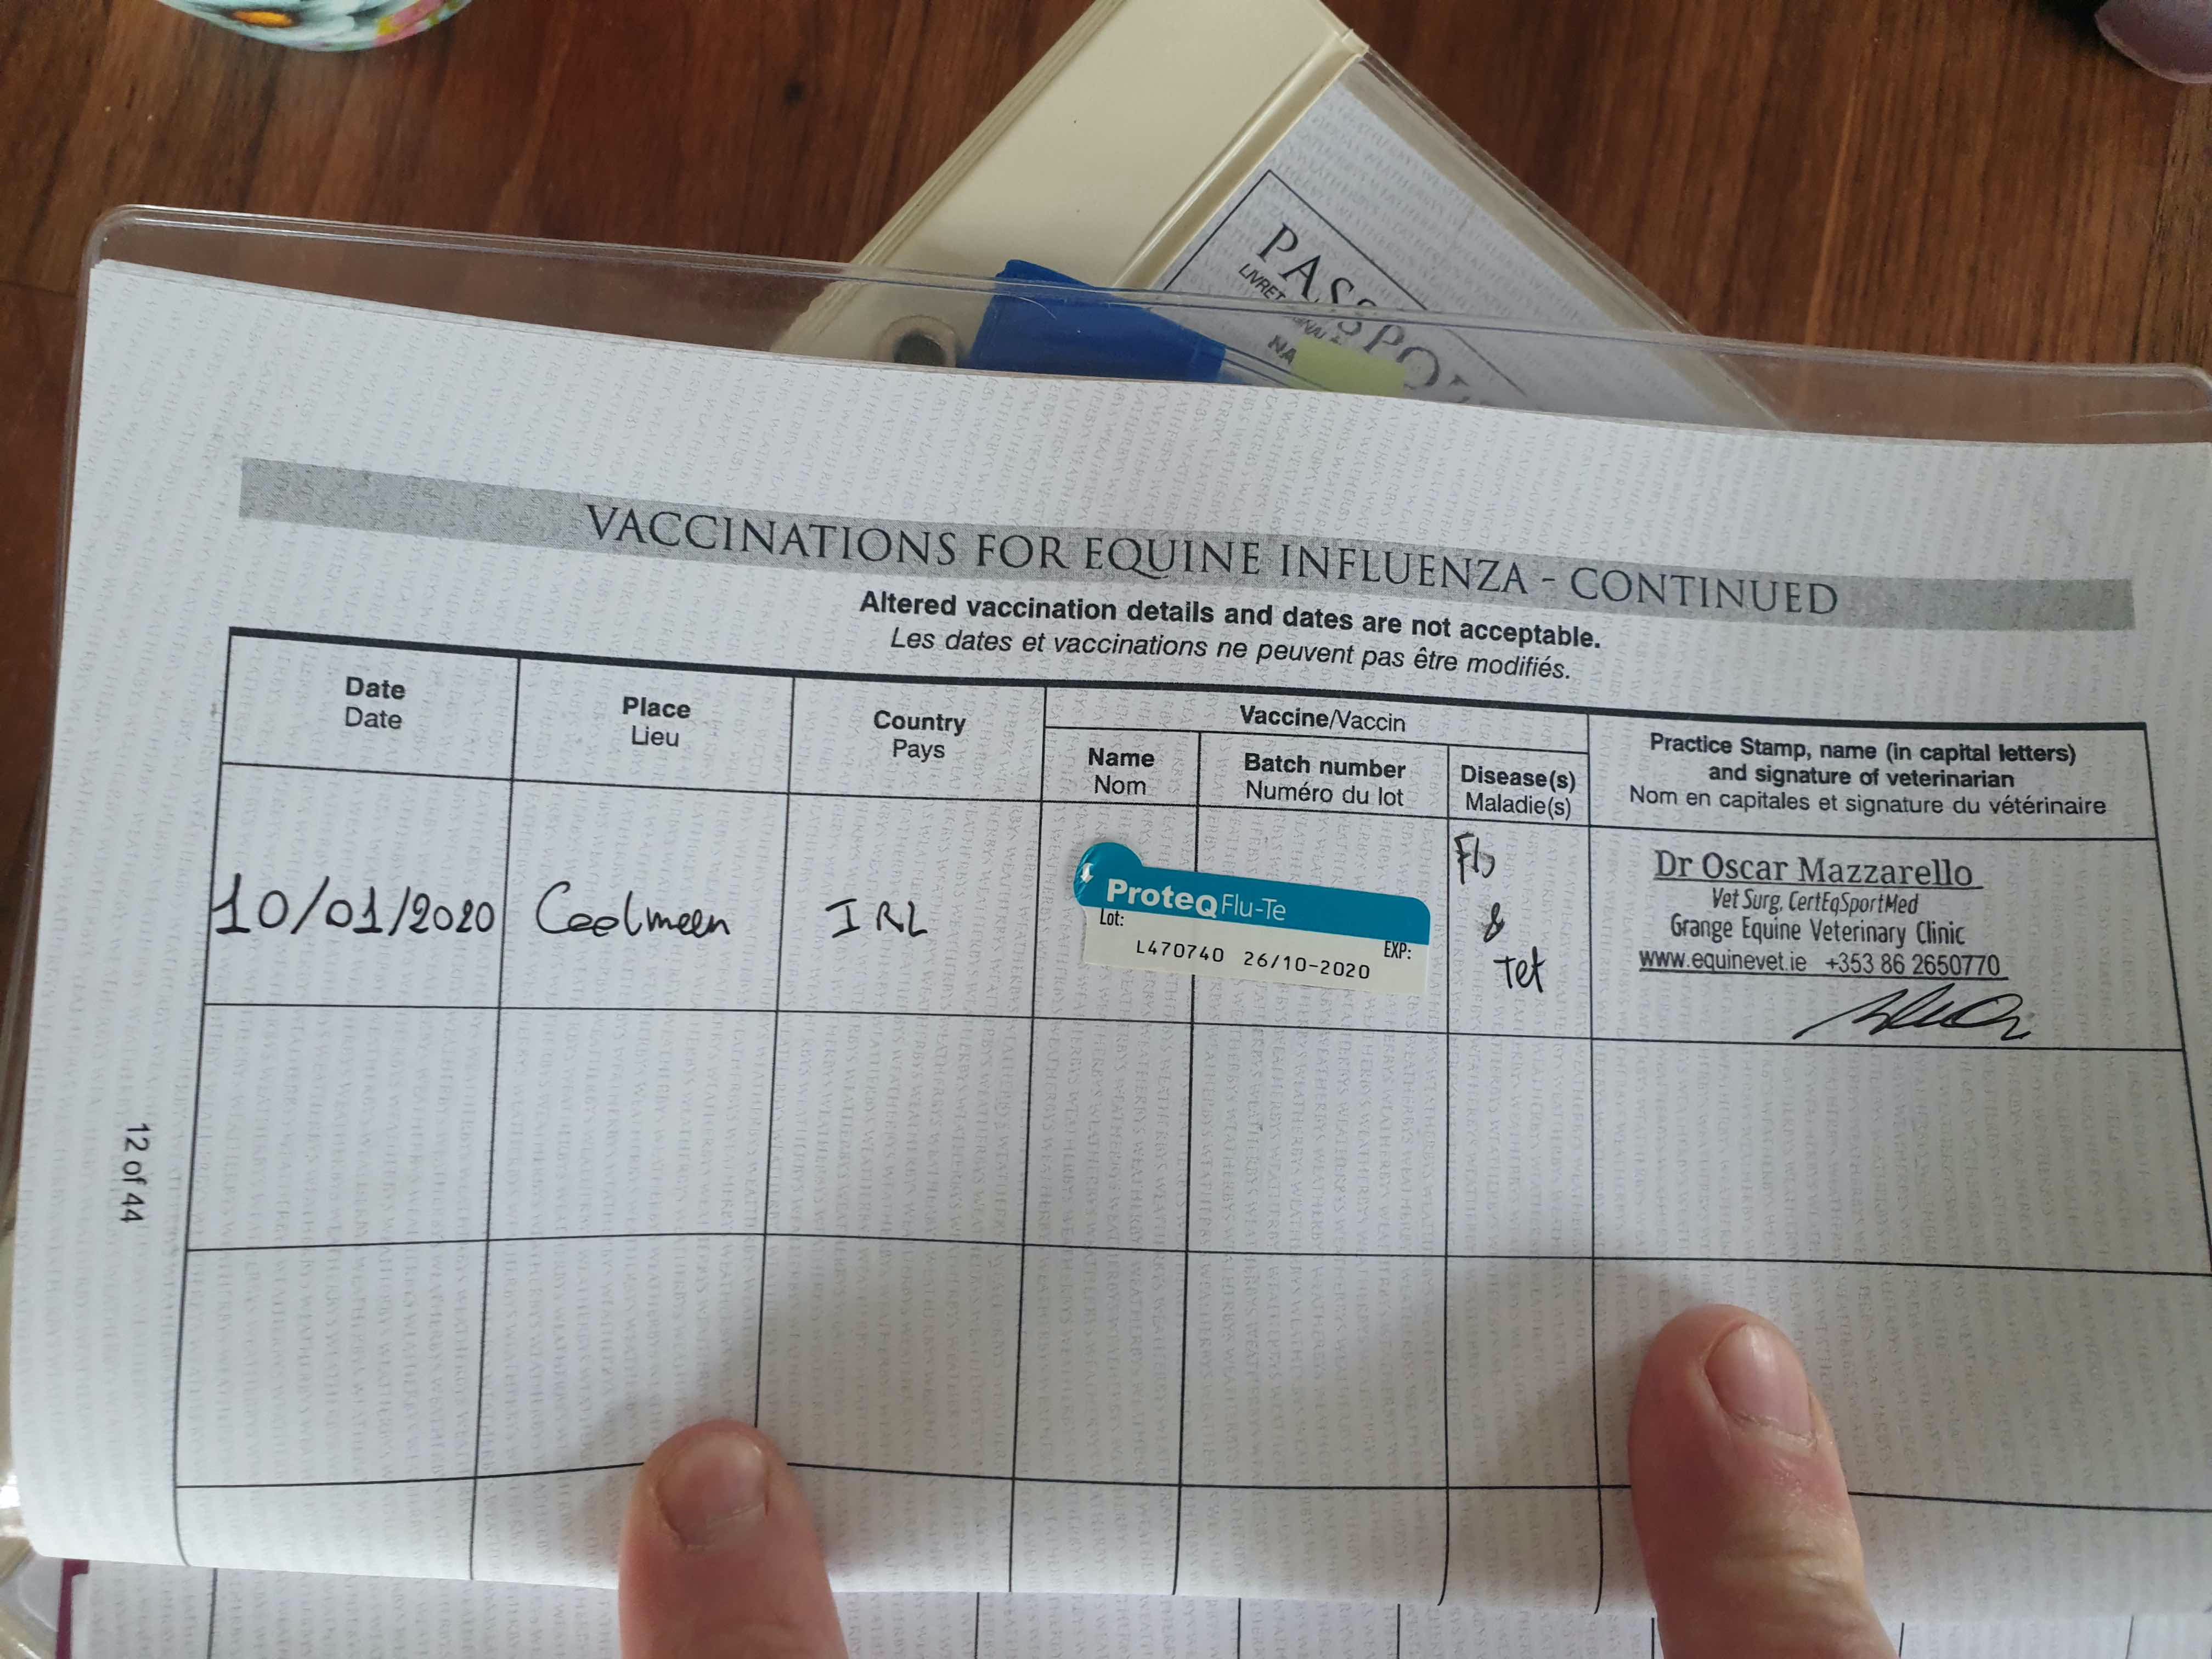 PASSPO
LIVRET
NA
VACCINATIONS FOR EQUINE INFLUENZA - CONTINUED
Altered vaccination details and dates are not acceptable.
Les dates et vaccinations ne peuvent pas être modifiés.
Date
Date
Place
Lieu
Country
Pays
Vaccine/Vaccin
Name
Nom
Batch number
Numéro du lot
Disease(s)
Maladie(s)
Practice Stamp, name (in capital letters)
and signature of veterinarian
Nom en capitales et signature du vétérinaire
10/01/2020
Coolmeen
IRL
ProteqFlu-Te
Lot:
EXP:
L470740 26/10-2020
Flu
&
Tet
Dr Oscar Mazzarello
Vet Surg, CertEqSportMed
Grange Equine Veterinary Clinic
www.equinevet.ie +353 86 2650770
12 of 44